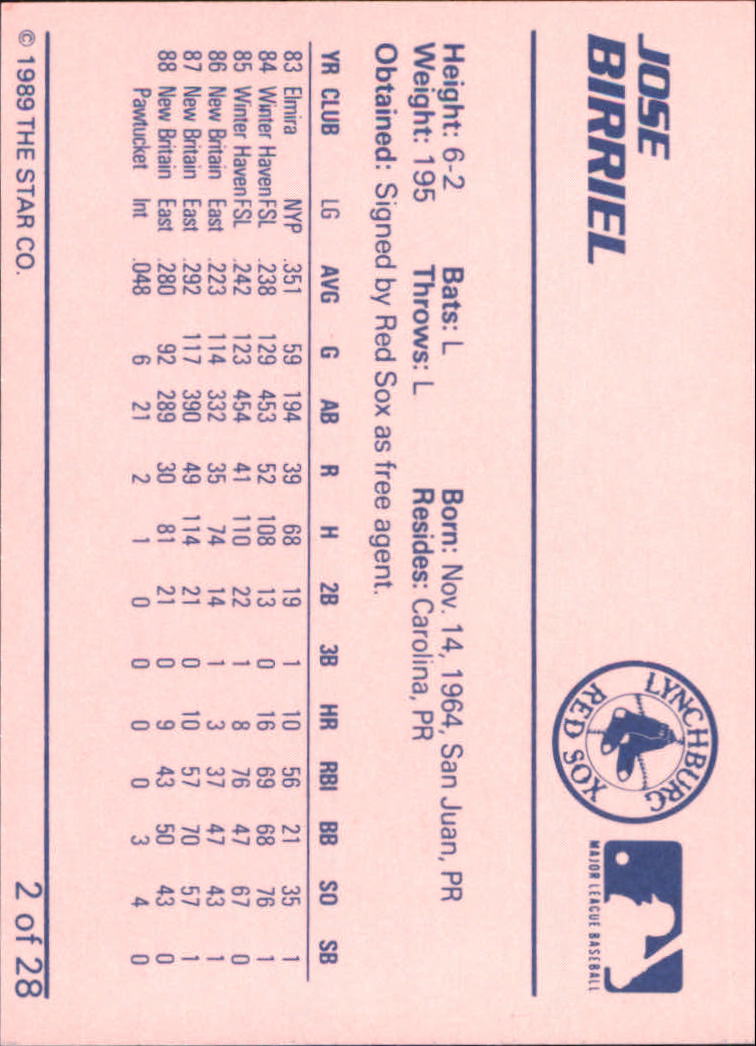 JOSE
BIRRIEL
LYNCHBURG
RED SOX
MAJOR LEAGUE BASEBALL
Height: 6-2 Bats: L Born: Nov. 14, 1964, San Juan, PR
Weight: 195 Throws: L Resides: Carolina, PR
Obtained: Signed by Red Sox as free agent.
YR CLUB LG AVG G AB R H 2B 3B HR RBI BB SO SB
83 Elmira NYP .351 59 194 39 68 19 1 10 56 21 35 1
84 Winter Haven FSL .238 129 453 52 108 13 0 16 69 68 76 1
85 Winter Haven FSL .242 123 454 41 110 22 1 8 76 47 67 0
86 New Britain East .223 114 332 35 74 14 1 3 37 47 43 1
87 New Britain East .292 117 390 49 114 21 0 10 57 70 57 1
88 New Britain East .280 92 289 30 81 21 0 9 43 50 43 0
Pawtucket Int .048 6 21 2 1 0 0 0 0 3 4 0
© 1989 THE STAR CO. 2 of 28